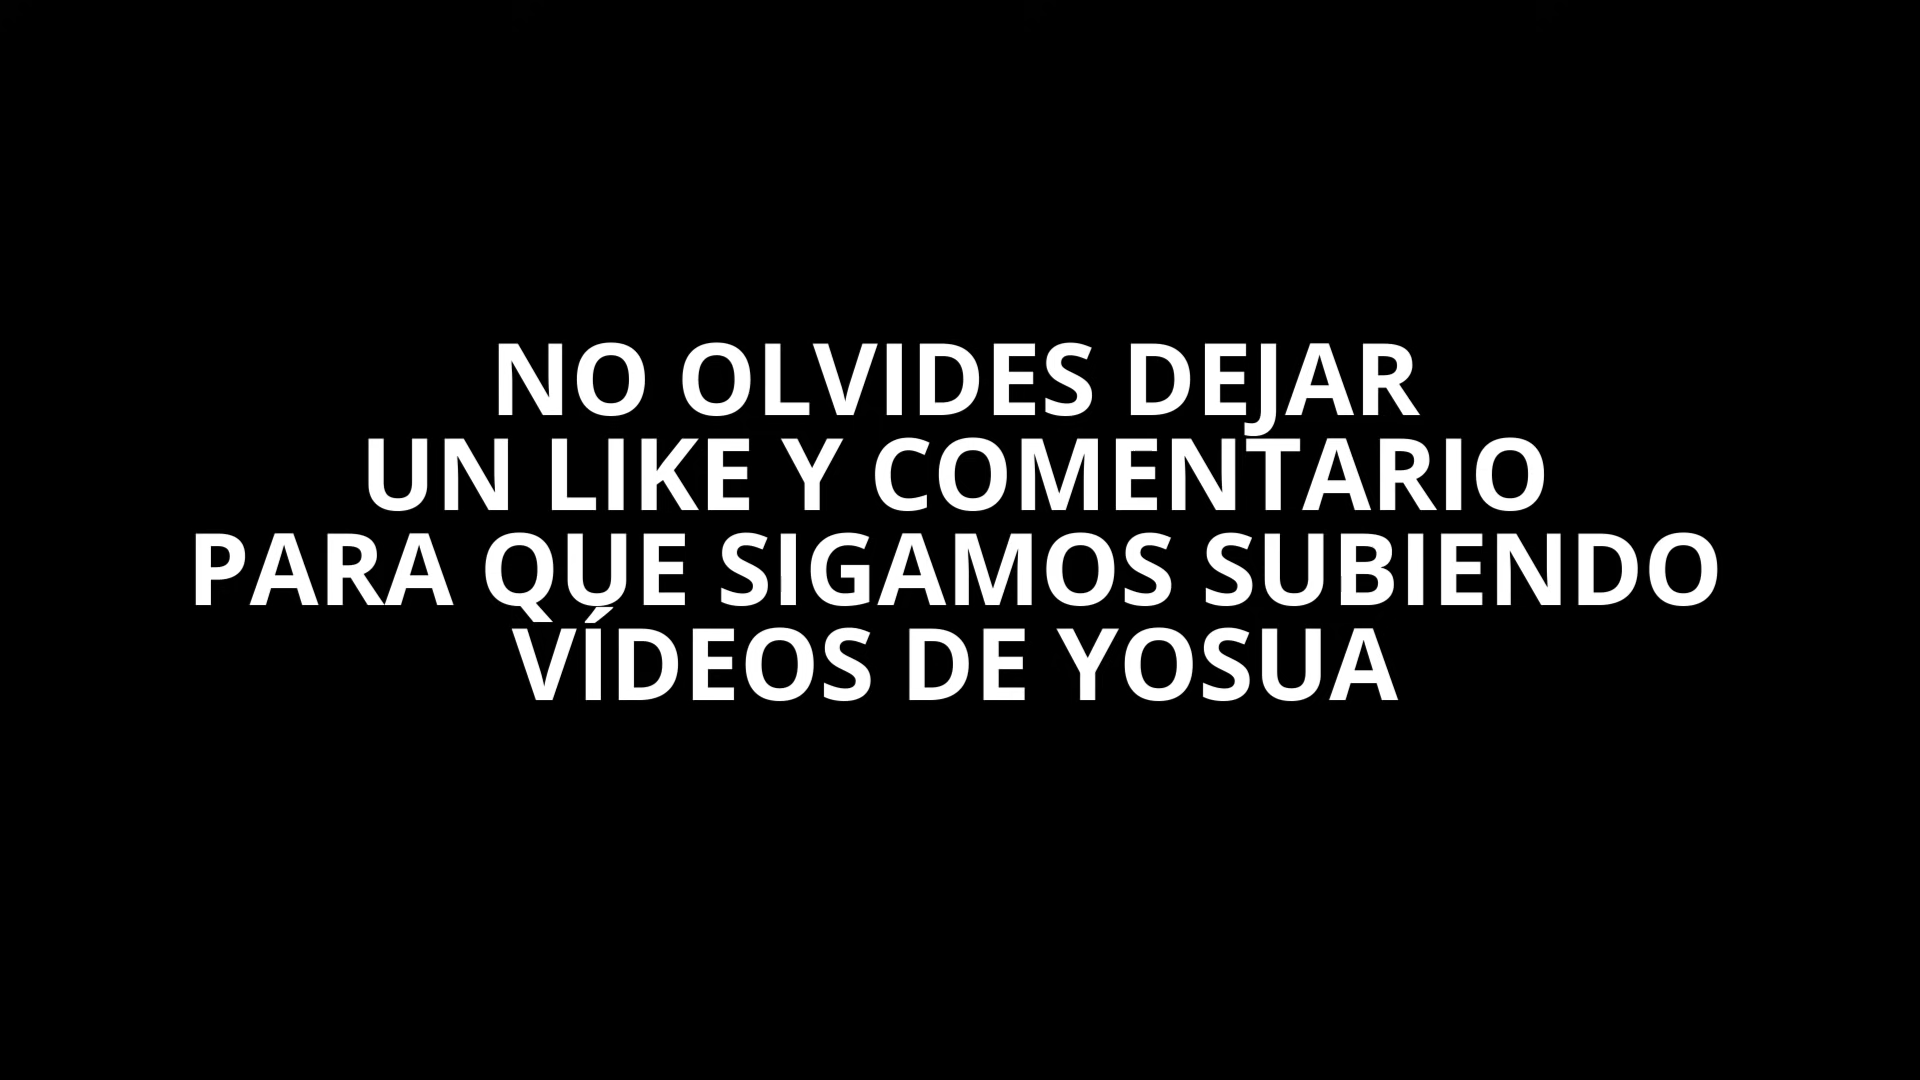 NO OLVIDES DEJAR
UN LIKE Y COMENTARIO
PARA QUE SIGAMOS SUBIENDO
VÍDEOS DE YOSUA